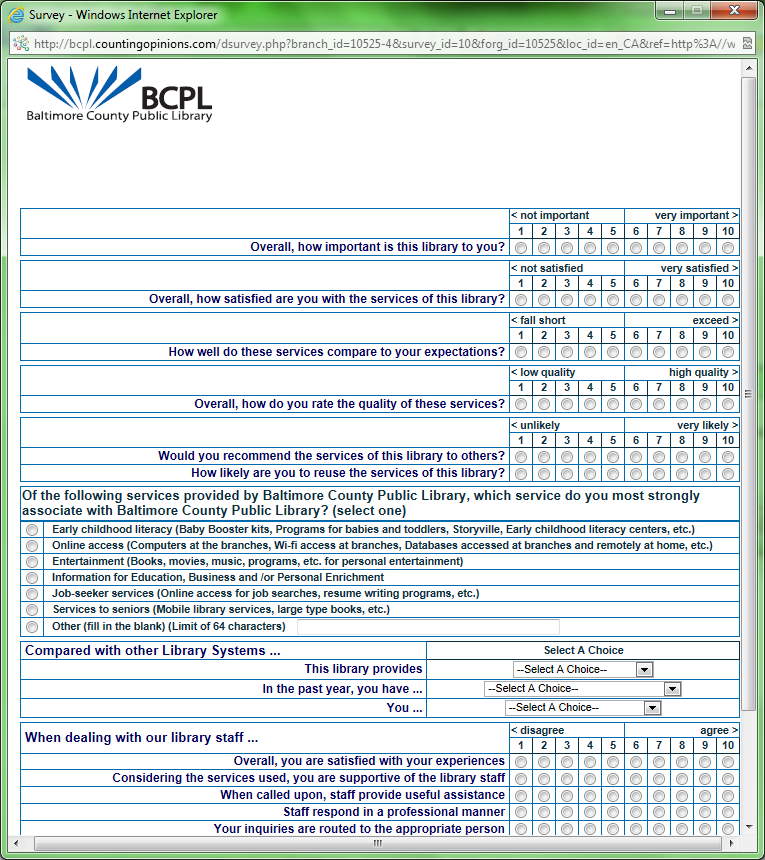 Survey - Windows Internet Explorer
http://bcpl.countingopinions.com/dsurvey.php?branch_id=10525-4&survey_id=10&forg_id=10525&loc_id=en_CA&ref=http%3A//w
BCPL
Baltimore County Public Library
< not important very important >
1 2 3 4 5 6 7 8 9 10
Overall, how important is this library to you?
< not satisfied very satisfied >
1 2 3 4 5 6 7 8 9 10
Overall, how satisfied are you with the services of this library?
< fall short exceed >
1 2 3 4 5 6 7 8 9 10
How well do these services compare to your expectations?
< low quality high quality >
1 2 3 4 5 6 7 8 9 10
Overall, how do you rate the quality of these services?
< unlikely very likely >
1 2 3 4 5 6 7 8 9 10
Would you recommend the services of this library to others?
How likely are you to reuse the services of this library?
Of the following services provided by Baltimore County Public Library, which service do you most strongly
associate with Baltimore County Public Library? (select one)
Early childhood literacy (Baby Booster kits, Programs for babies and toddlers, Storyville, Early childhood literacy centers, etc.)
Online access (Computers at the branches, Wi-fi access at branches, Databases accessed at branches and remotely at home, etc.)
Entertainment (Books, movies, music, programs, etc. for personal entertainment)
Information for Education, Business and /or Personal Enrichment
Job-seeker services (Online access for job searches, resume writing programs, etc.)
Services to seniors (Mobile library services, large type books, etc.)
Other (fill in the blank) (Limit of 64 characters)
Compared with other Library Systems ... Select A Choice
This library provides --Select A Choice--
In the past year, you have ... --Select A Choice--
You ... --Select A Choice--
< disagree agree >
When dealing with our library staff ... 1 2 3 4 5 6 7 8 9 10
Overall, you are satisfied with your experiences
Considering the services used, you are supportive of the library staff
When called upon, staff provide useful assistance
Staff respond in a professional manner
Your inquiries are routed to the appropriate person